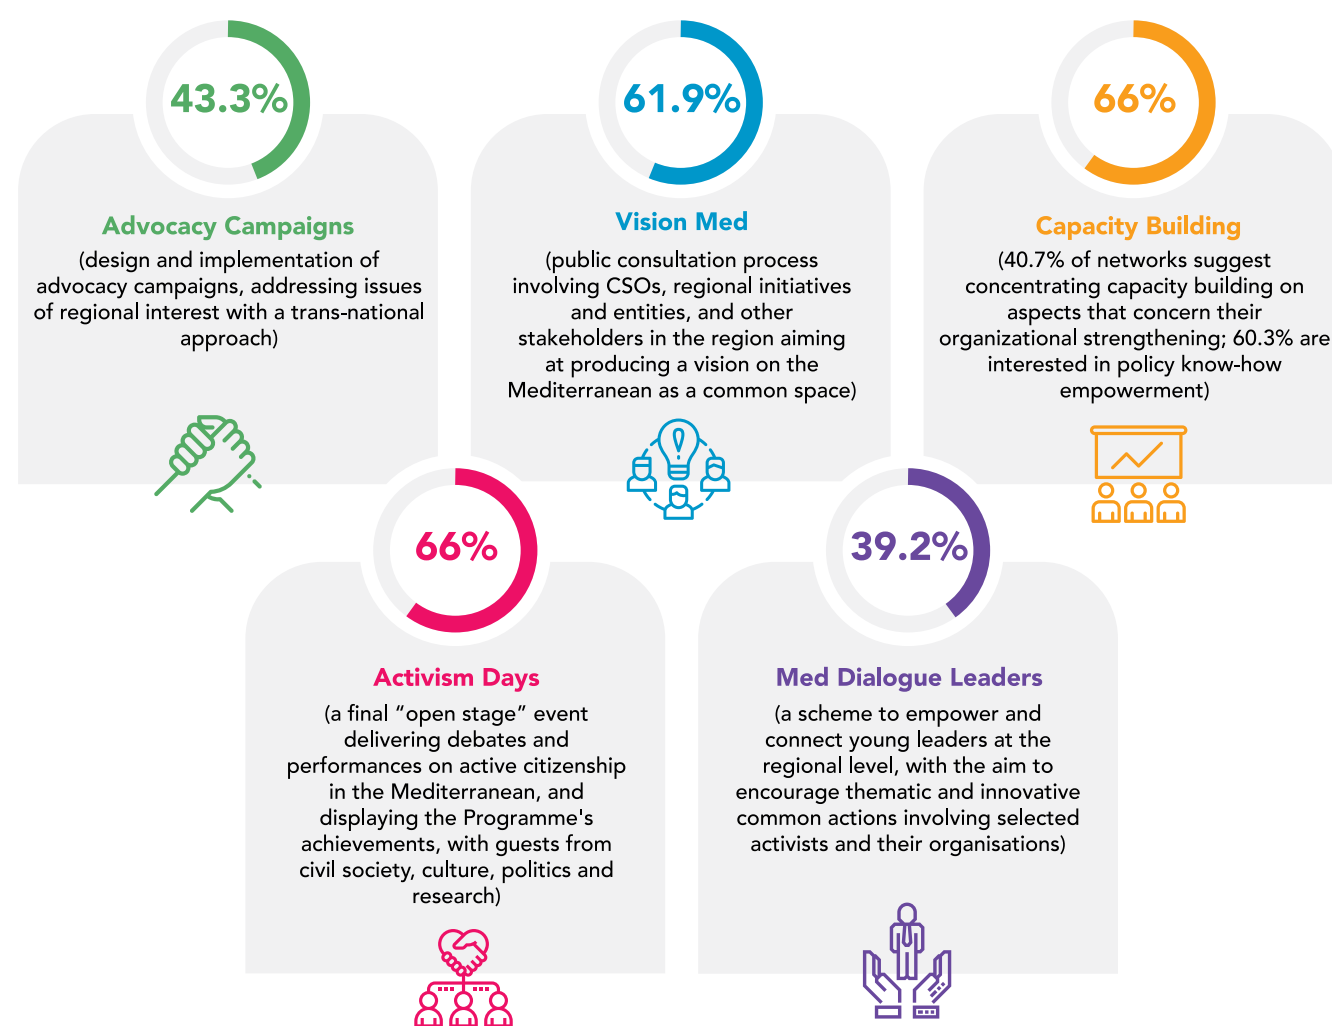 43.3%
Advocacy Campaigns
(design and implementation of
advocacy campaigns, addressing issues
of regional interest with a trans-national
approach)
61.9%
Vision Med
(public consultation process
involving CSOs, regional initiatives
and entities, and other
stakeholders in the region aiming
at producing a vision on the
Mediterranean as a common space)
66%
Capacity Building
(40.7% of networks suggest
concentrating capacity building on
aspects that concern their
organizational strengthening; 60.3% are
interested in policy know-how
empowerment)
66%
Activism Days
(a final “open stage” event
delivering debates and
performances on active citizenship
in the Mediterranean, and
displaying the Programme's
achievements, with guests from
civil society, culture, politics and
research)
39.2%
Med Dialogue Leaders
(a scheme to empower and
connect young leaders at the
regional level, with the aim to
encourage thematic and innovative
common actions involving selected
activists and their organisations)